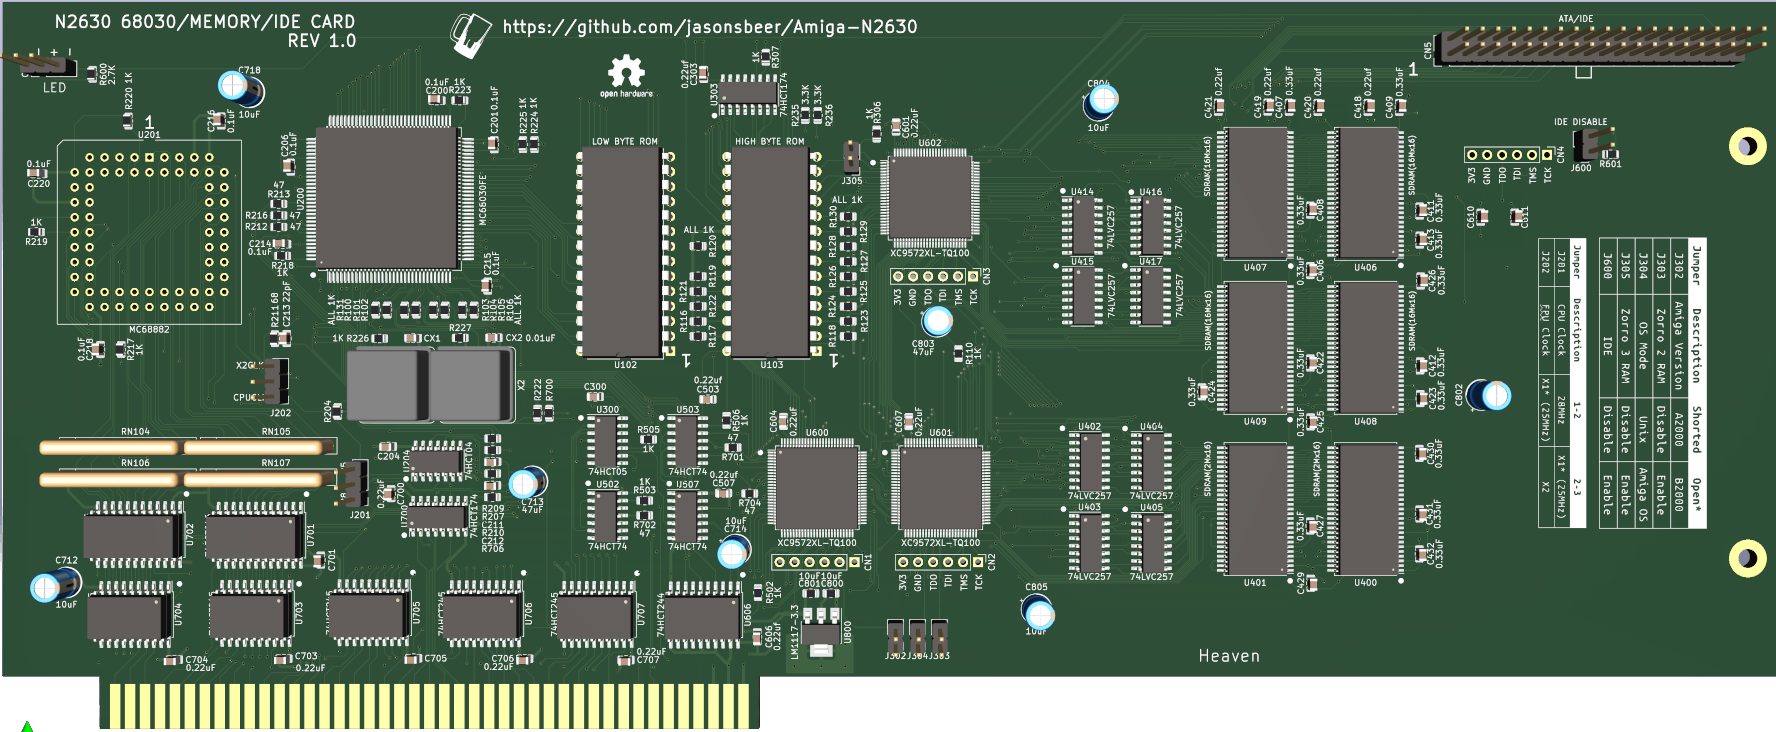 N2630 68030/MEMORY/IDE CARD
REV 1.0
https://github.com/jasonsbeer/Amiga-N2630
ATA/IDE
CN5
1
- + -
LED
R600
2.7K
R220 1K
C718
10uF
C216
0.1uF
1
U201
0.1uF
C220
1K
R219
MC68882
C206
0.1uF
47
R213
R216 47
R212 47
C214
0.1uF
R218
1K
U200
MC68030FE
0.1uF 1K
C200 R223
C201 0.1uF
R225 1K
R224 1K
C215
0.1uF
open hardware
0.22uf
C303
1K
R307
U303
74HCT174
R235 3.3K
R236 3.3K
LOW BYTE ROM
U102
1
HIGH BYTE ROM
U103
1
J305
1K
R306
C601
0.22uf
U602
XC9572XL-TQ100
ALL 1K
R120
R119
R121
R122
R116
R117
ALL 1K
R130
R129
R128
R127
R126
R125
R124
R123
R118
3V3
GND
TDO
TDI
TMS
TCK
CN3
C803
47uF
R110
1K
C804
10uF
U414
74LVC257
U416
74LVC257
U415
74LVC257
U417
74LVC257
C421 0.22uf
C419 0.22uf
C407 0.33uf
C420 0.22uf
C418 0.22uf
C409 0.33uf
SDRAM(16Mx16)
U407
SDRAM(16Mx16)
U406
SDRAM(16Mx16)
U409
SDRAM(16Mx16)
U408
SDRAM(2Mx16)
U401
SDRAM(2Mx16)
U400
0.33uf
C408
0.33uf
C406
0.33uf
C422
0.33uf
C425
0.33uf
C424
0.33uf
C427
C429
0.33uf
C411
0.33uf
C413
0.33uf
C426
0.33uf
C412
0.33uf
C423
0.33uf
C430
0.33uf
C431
0.33uf
C432
0.33uf
IDE DISABLE
J600
R601
3V3
GND
TDO
TDI
TMS
TCK
CN4
C610
C611
C802
Jumper Description Shorted Open*
J302 Amiga Version A2000 B2000
J303 Zorro 2 RAM Disable Enable
J304 OS Mode Unix Amiga OS
J305 Zorro 3 RAM Disable Enable
J600 IDE Disable Enable
Jumper Description 1-2 2-3
J201 CPU Clock 28MHz X1* (25MHz)
J202 FPU Clock X1* (25MHz) X2
ALL 1K
R131
R100
R101
R102
R103
R104
R105
R106
ALL 1K
C213 22pF
C218
0.1uF
R217
1K
1K R226
CX1
R227
CX2 0.01uF
X2
J202
R204
R222
R700
C300
U300
74HCT05
0.22uf
C503
U503
74HCT74
R505
1K
R506
1K
47
R701
U502
74HCT74
1K
R503
R702
47
U507
74HCT74
0.22uf
C507
R704
47
10uF
C714
C604
0.22uF
C607
0.22uF
U600
XC9572XL-TQ100
U601
XC9572XL-TQ100
CN1
3V3
GND
TDO
TDI
TMS
TCK
CN2
U402
74LVC257
U404
74LVC257
U403
74LVC257
U405
74LVC257
RN104
RN105
RN106
RN107
J201
C204
U204
74HCT04
0.22uF
C700
U700
74HCT174
R209
R207
C211
R210
C212
R706
C713
47uF
U702
U701
C701
C712
10uF
U704
U703
U705
74HCT245
U706
74HCT245
U707
74HCT244
U606
R502
1K
C606
0.22uF
10uF 10uF
C801 C800
LM1117-3.3
U800
J302 J304 J303
C805
10uF
C704
0.22uF
C703
0.22uF
C705
C706
0.22uF
0.22uF
C707
Heaven